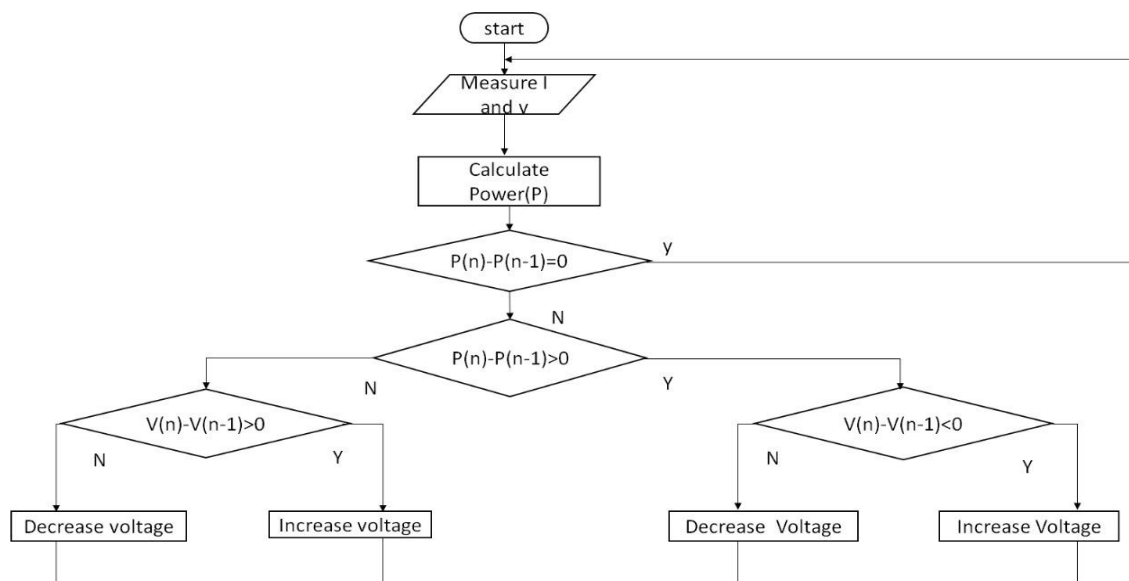 start
Measure I
and v
Calculate
Power(P)
P(n)-P(n-1)=0
y
N
P(n)-P(n-1)>0
N
Y
V(n)-V(n-1)>0
V(n)-V(n-1)<0
N
Y
N
Y
Decrease voltage
Increase voltage
Decrease Voltage
Increase Voltage